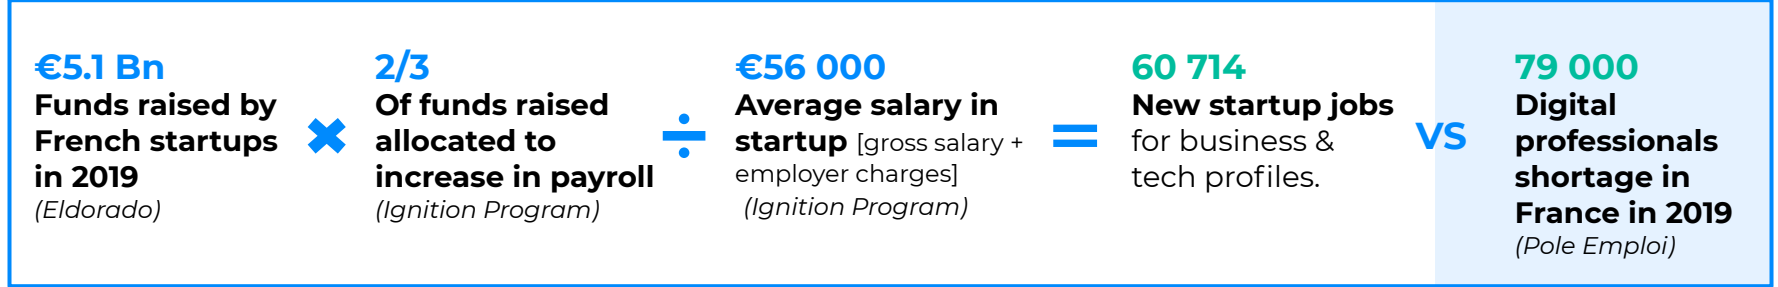 €5.1 Bn
Funds raised by
French startups
in 2019
(Eldorado)
✖
2/3
Of funds raised
allocated to
increase in payroll
(Ignition Program)
÷
€56 000
Average salary in
startup [gross salary +
employer charges]
(Ignition Program)
=
60 714
New startup jobs
for business &
tech profiles.
VS
79 000
Digital
professionals
shortage in
France in 2019
(Pole Emploi)